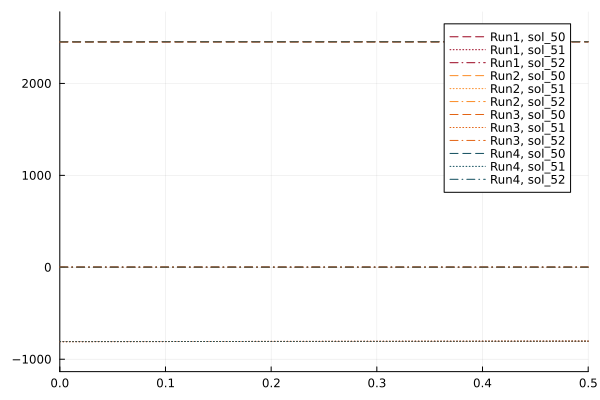 Run1, sol_50
Run1, sol_51
Run1, sol_52
Run2, sol_50
Run2, sol_51
Run2, sol_52
Run3, sol_50
Run3, sol_51
Run3, sol_52
Run4, sol_50
Run4, sol_51
Run4, sol_52
2000
1000
0
−1000
0.0 0.1 0.2 0.3 0.4 0.5